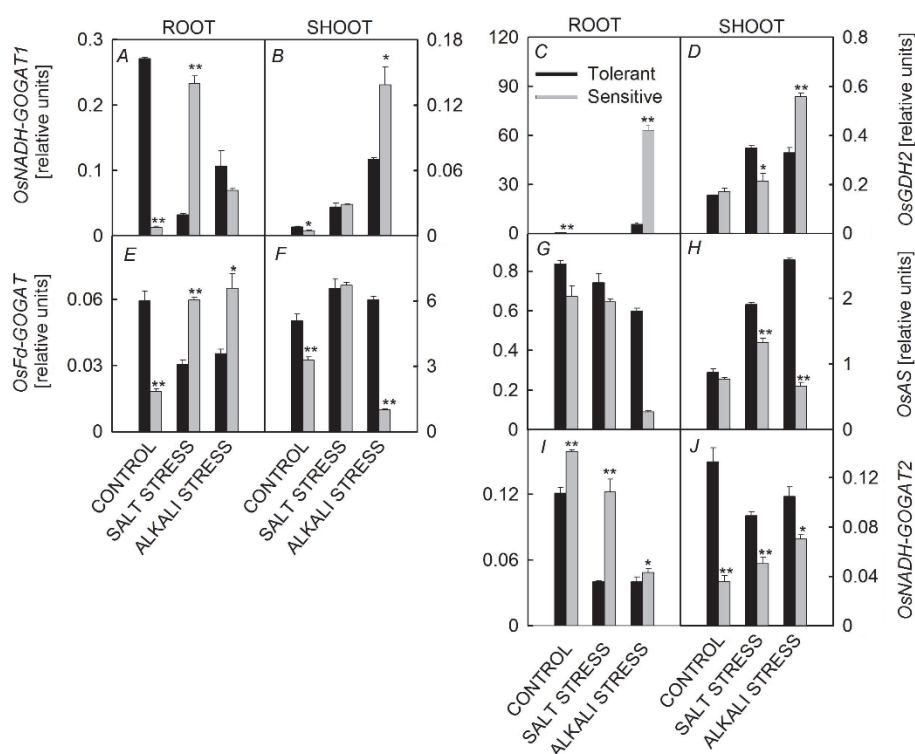 ROOT
SHOOT
ROOT
SHOOT
OsNADH-GOGAT1
[relative units]
0.3
0.2
0.1
0
A
**
**
B
*
*
0.18
0.12
0.06
0
120
90
60
30
0
C
Tolerant
Sensitive
**
**
D
*
**
0.8
0.6
0.4
0.2
0
OsGDH2
[relative units]
OsFd-GOGAT
[relative units]
0.06
0.03
0
E
**
**
*
F
**
**
6
3
0
0.8
0.6
0.4
0.2
0
G
H
**
**
2
1
0
OsAS [relative units]
CONTROL
SALT STRESS
ALKALI STRESS
CONTROL
SALT STRESS
ALKALI STRESS
0.12
0.06
0
I
**
**
*
J
**
**
*
0.12
0.08
0.04
0
OsNADH-GOGAT2
[relative units]
CONTROL
SALT STRESS
ALKALI STRESS
CONTROL
SALT STRESS
ALKALI STRESS